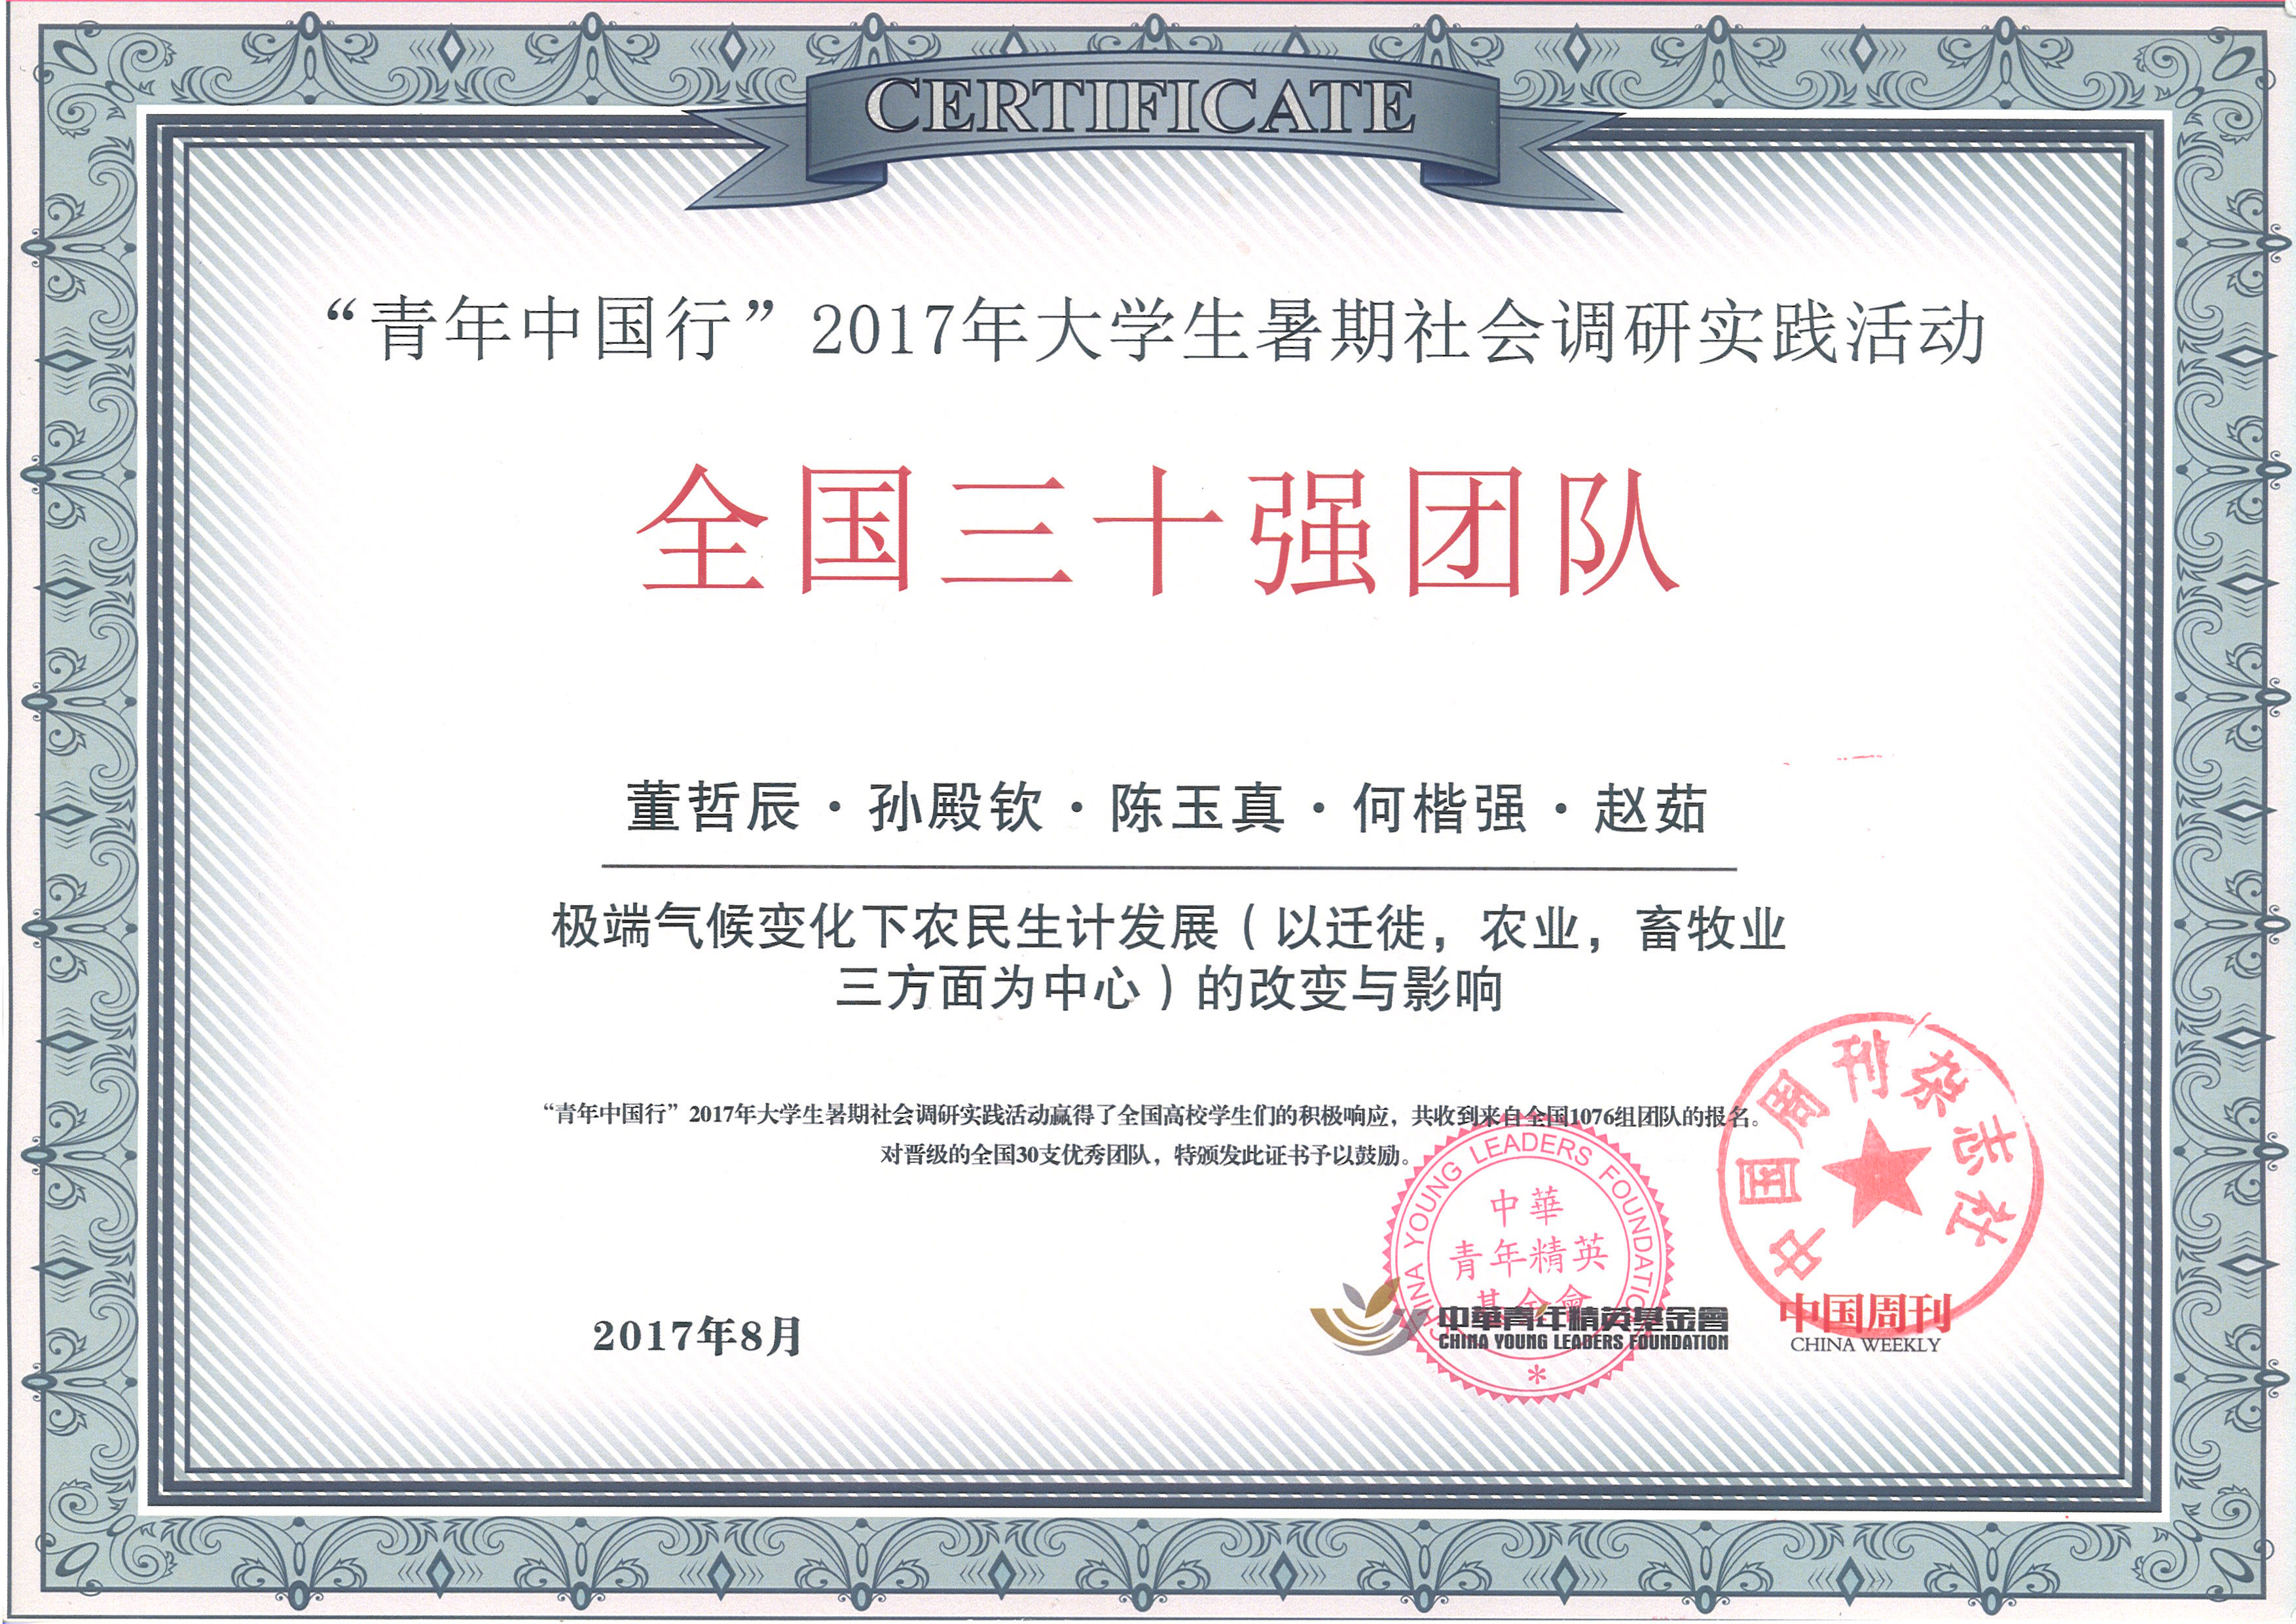 CERTIFICATE
“青年中国行”2017年大学生暑期社会调研实践活动
全国三十强团队
董哲辰·孙殿钦·陈玉真·何楷强·赵茹
极端气候变化下农民生计发展（以迁徙，农业，畜牧业
三方面为中心）的改变与影响
“青年中国行”2017年大学生暑期社会调研实践活动赢得了全国高校学生们的积极响应，共收到来自全国1076组团队的报名。
对晋级的全国30支优秀团队，特颁发此证书予以鼓励。
2017年8月
CHINA YOUNG LEADERS FOUNDATION
中華
青年精英
基金會
中華青年精英基金會
CHINA YOUNG LEADERS FOUNDATION
中国周刊杂志社
中国周刊
CHINA WEEKLY